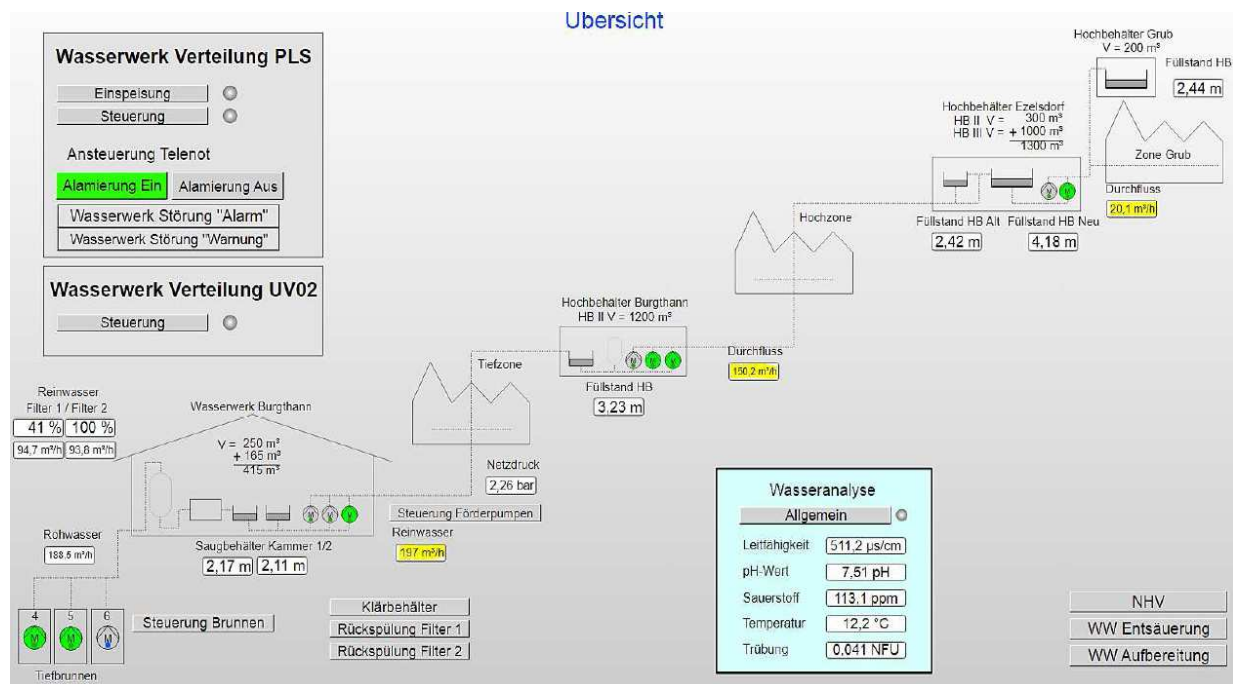 Übersicht
Wasserwerk Verteilung PLS
Einspeisung
Steuerung
Ansteuerung Telenot
Alamierung Ein
Alamierung Aus
Wasserwerk Störung "Alarm"
Wasserwerk Störung "Warnung"
Wasserwerk Verteilung UV02
Steuerung
Hochbehälter Grub
V = 200 m³
Füllstand HB
2,44 m
Zone Grub
Durchfluss
20,1 m³/h
Hochbehälter Ezelsdorf
HB II V = 300 m³
HB III V = + 1000 m³
1300 m³
M M
Füllstand HB Alt Füllstand HB Neu
2,42 m 4,18 m
Hochzone
Hochbehälter Burgthann
HB II V = 1200 m³
M M M
Füllstand HB
3,23 m
Durchfluss
150,2 m³/h
Tiefzone
Netzdruck
2,26 bar
Steuerung Förderpumpen
Reinwasser
197 m³/h
Reinwasser
Filter 1 / Filter 2
41 % 100 %
94,7 m³/h 93,8 m³/h
Wasserwerk Burgthann
V = 250 m³
+ 165 m³
415 m³
M M M
Saugbehälter Kammer 1/2
2,17 m 2,11 m
Rohwasser
188,5 m³/h
4 5 6
M M M
Tiefbrunnen
Steuerung Brunnen
Klärbehälter
Rückspülung Filter 1
Rückspülung Filter 2
Wasseranalyse
Allgemein
Leitfähigkeit 511,2 µs/cm
pH-Wert 7,51 pH
Sauerstoff 113,1 ppm
Temperatur 12,2 °C
Trübung 0,041 NFU
NHV
WW Entsäuerung
WW Aufbereitung